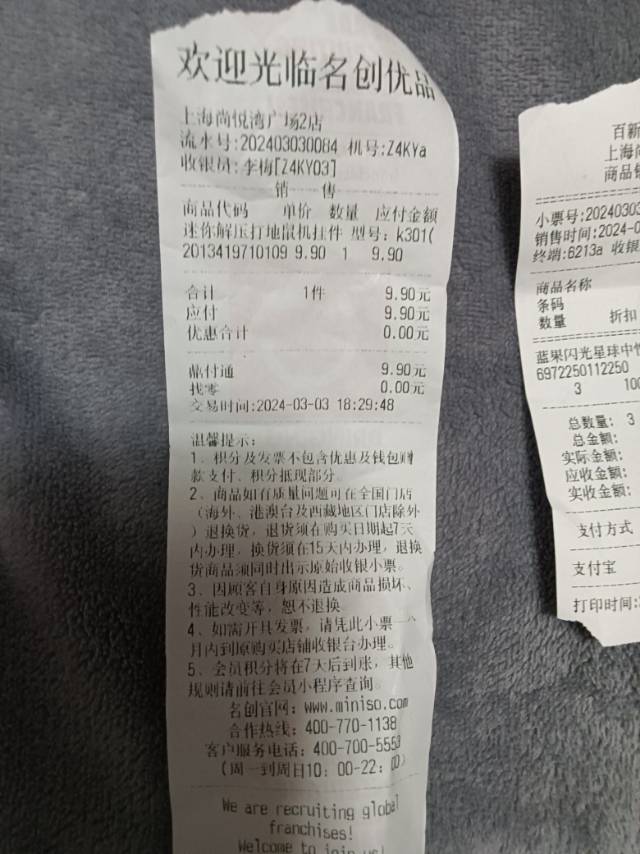 欢迎光临名创优品
上海尚悦湾广场2店
流水号:202403030084 机号:Z4KYa
收银员:李梅[Z4KY03]
销 售
商品代码 单价 数量 应付金额
迷你解压打地鼠机挂件 型号:k301(
2013419710109 9.90 1 9.90
合计 1件 9.90元
应付 9.90元
优惠合计 0.00元
鼎付通 9.90元
找零 0.00元
交易时间:2024-03-03 18:29:48
温馨提示:
1、积分及发票不包含优惠及钱包赠
款支付、积分抵现部分。
2、商品如有质量问题可在全国门店
(海外、港澳台及西藏地区门店除外
)退换货,退货须在购买日期起7天
内办理,换货须在15天内办理,退换
货商品须同时出示原始收银小票。
3、因顾客自身原因造成商品损坏、
性能改变等,恕不退换。
4、如需开具发票,请凭此小票一个
月内到原购买店铺收银台办理。
5、会员积分将在7天后到账,其他
规则请前往会员小程序查询。
名创官网:www.miniso.com
合作热线:400-770-1138
客户服务电话:400-700-5553
(周一到周日10:00-22:00)
We are recruiting global
franchises!
Welcome to join us!
百新
上海尚
商品销
小票号:20240303
销售时间:2024-0
终端:6213a 收银
商品名称
条码
数量 折扣
蓝果闪光星球中性
6972250112250
3 100
总数量: 3
总金额:
实际金额:
应收金额:
实收金额:
支付方式
支付宝
打印时间: